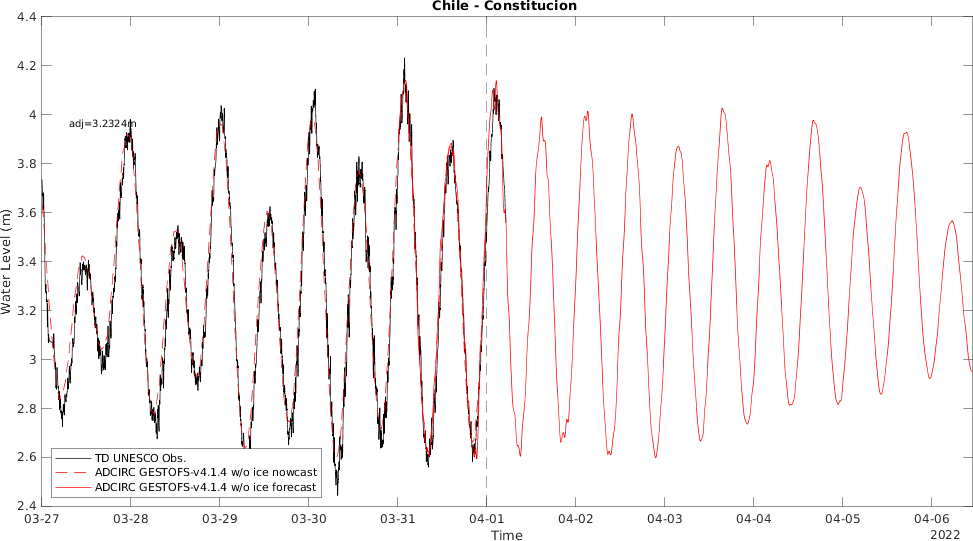 Chile - Constitucion
4.4
4.2
4
3.8
3.6
3.4
3.2
3
2.8
2.6
2.4
Water Level (m)
adj=3.2324m
TD UNESCO Obs.
ADCIRC GESTOFS-v4.1.4 w/o ice nowcast
ADCIRC GESTOFS-v4.1.4 w/o ice forecast
03-27 03-28 03-29 03-30 03-31 04-01 04-02 04-03 04-04 04-05 04-06
Time
2022